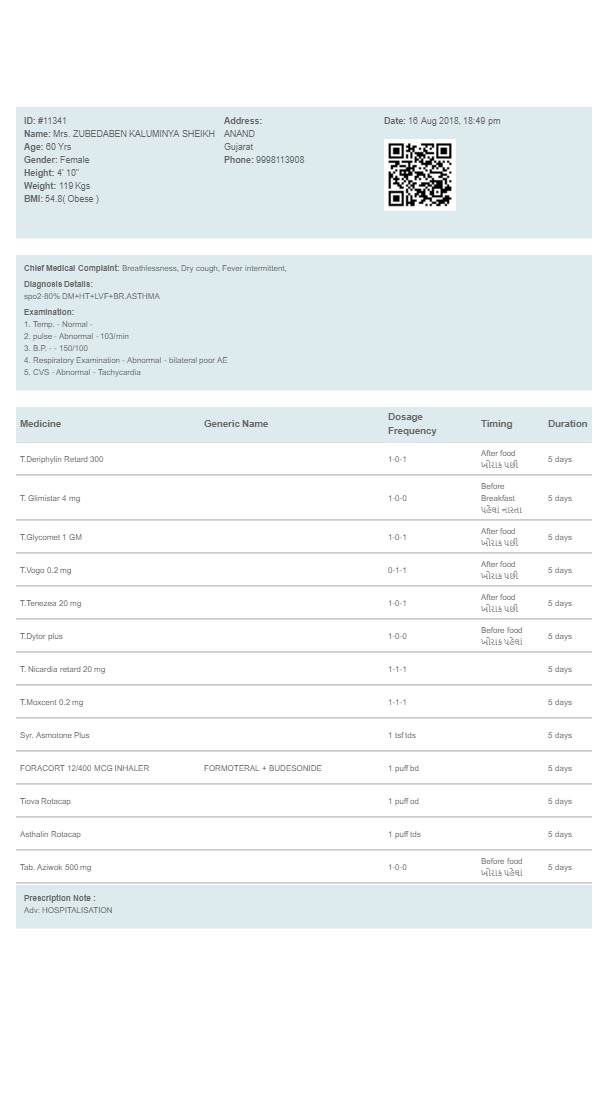 ID: #11341
Name: Mrs. ZUBEDABEN KALUMINYA SHEIKH
Age: 60 Yrs
Gender: Female
Height: 4' 10"
Weight: 119 Kgs
BMI: 54.8( Obese )
Address:
ANAND
Gujarat
Phone: 9998113908
Date: 16 Aug 2018, 18:49 pm
Chief Medical Complaint: Breathlessness, Dry cough, Fever intermittent,
Diagnosis Details:
spo2-80% DM+HT+LVF+BR.ASTHMA
Examination:
1. Temp. - Normal -
2. pulse - Abnormal - 103/min
3. B.P. - - 150/100
4. Respiratory Examination - Abnormal - bilateral poor AE
5. CVS - Abnormal - Tachycardia
Medicine Generic Name Dosage Frequency Timing Duration
T.Deriphylin Retard 300 1-0-1 After food ખોરાક પછી 5 days
T. Glimistar 4 mg 1-0-0 Before Breakfast પહેલાં નાસ્તા 5 days
T.Glycomet 1 GM 1-0-1 After food ખોરાક પછી 5 days
T.Vogo 0.2 mg 0-1-1 After food ખોરાક પછી 5 days
T.Tenezea 20 mg 1-0-1 After food ખોરાક પછી 5 days
T.Dytor plus 1-0-0 Before food ખોરાક પહેલાં 5 days
T. Nicardia retard 20 mg 1-1-1 5 days
T.Moxcent 0.2 mg 1-1-1 5 days
Syr. Asmotone Plus 1 tsf tds 5 days
FORACORT 12/400 MCG INHALER FORMOTERAL + BUDESONIDE 1 puff bd 5 days
Tiova Rotacap 1 puff od 5 days
Asthalin Rotacap 1 puff tds 5 days
Tab. Aziwok 500 mg 1-0-0 Before food ખોરાક પહેલાં 5 days
Prescription Note :
Adv: HOSPITALISATION